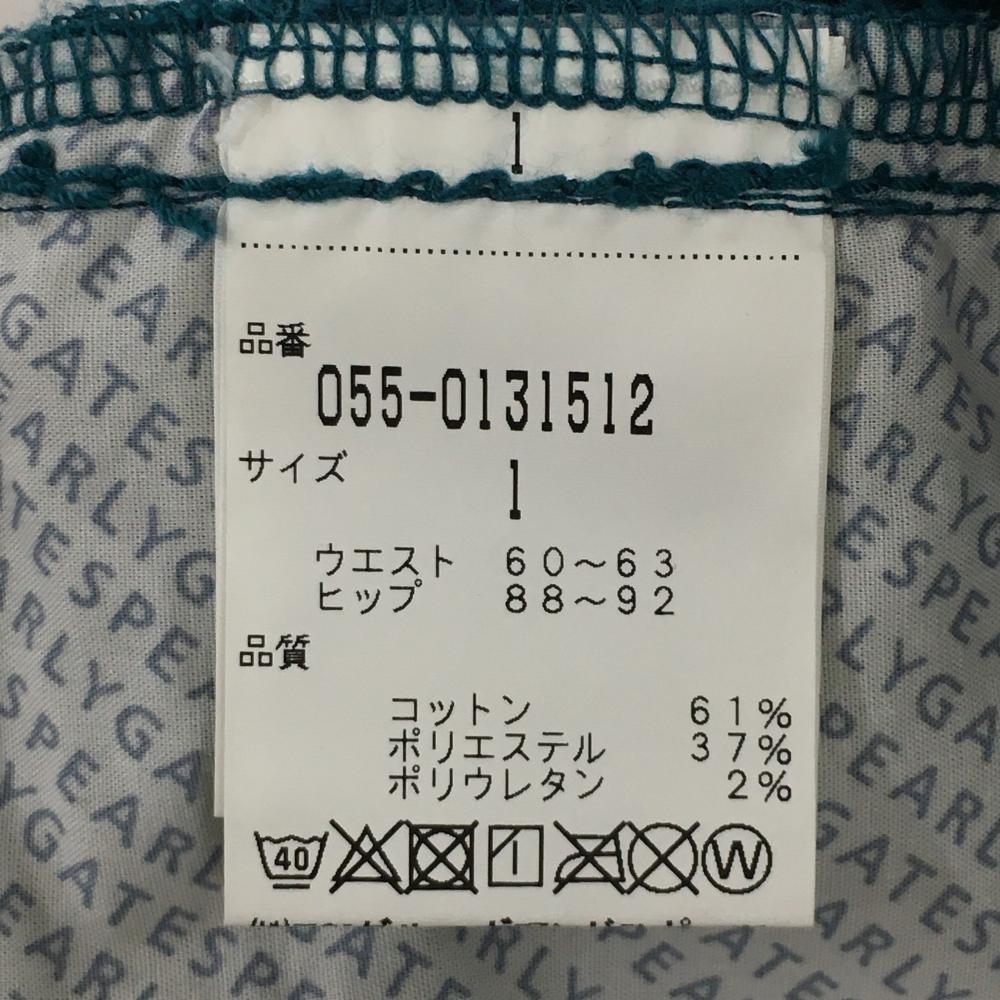 1
品番
055-0131512
サイズ
1
ウエスト 60～63
ヒップ 88～92
品質
コットン 61%
ポリエステル 37%
ポリウレタン 2%
40
W
PEARLYGATES